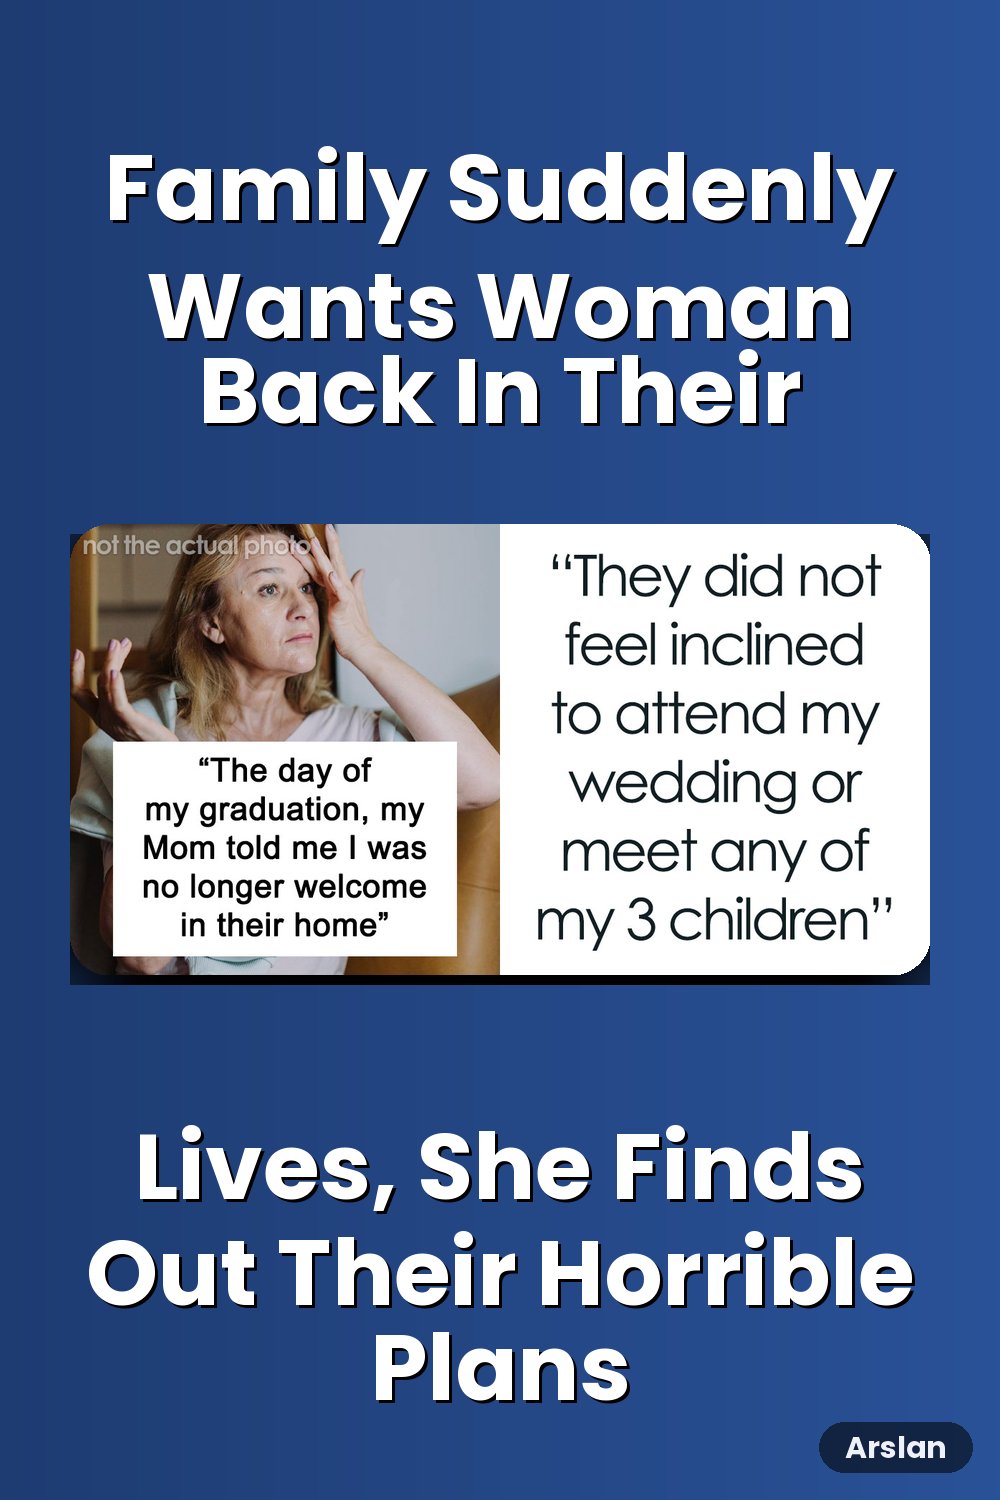 Family Suddenly
Wants Woman
Back In Their
not the actual photo
“The day of
my graduation, my
Mom told me I was
no longer welcome
in their home”
“They did not
feel inclined
to attend my
wedding or
meet any of
my 3 children”
Lives, She Finds
Out Their Horrible
Plans
Arslan